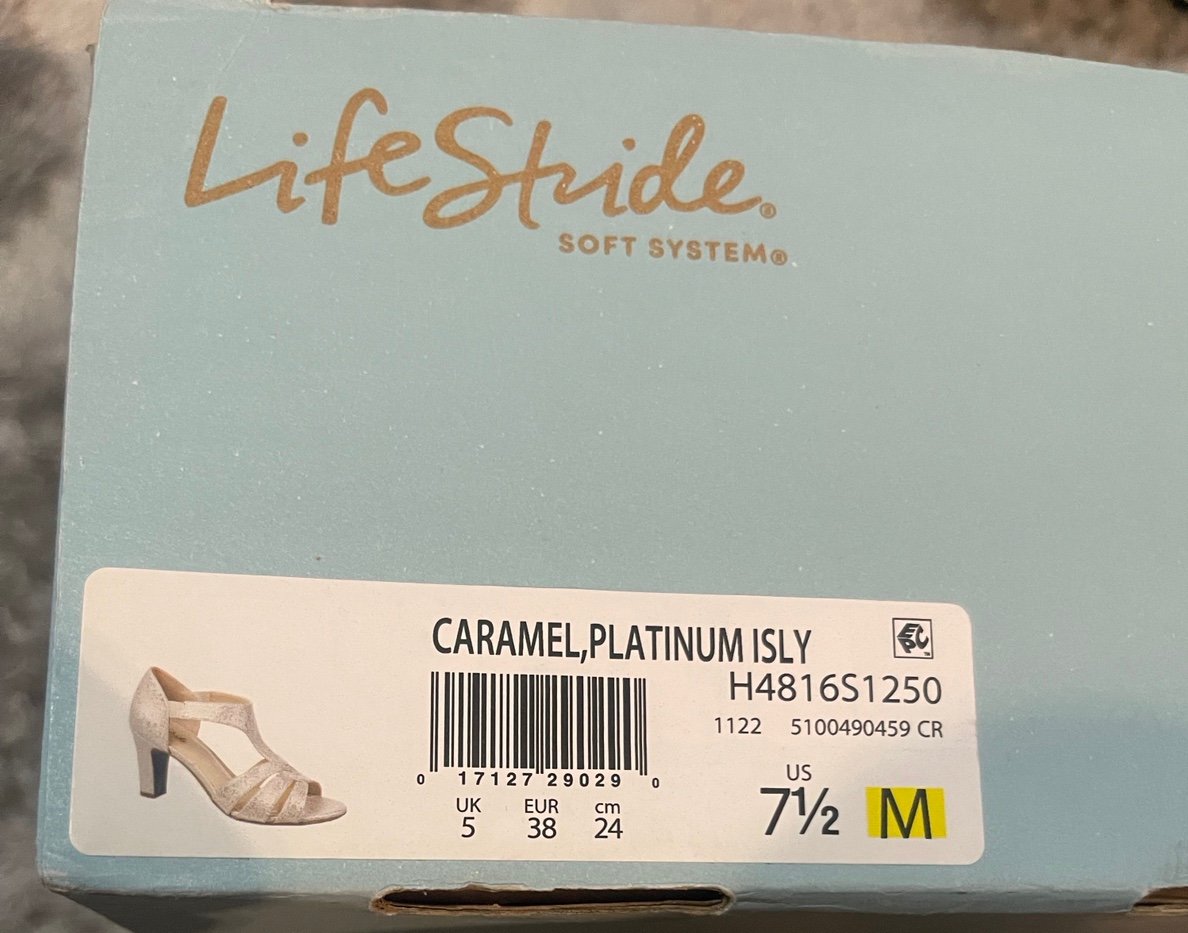 LifeStride®
SOFT SYSTEM®
CARAMEL,PLATINUM ISLY
EPC™
H4816S1250
1122 5100490459 CR
0 17127 29029 0
UK EUR cm
5 38 24
US
7½ M